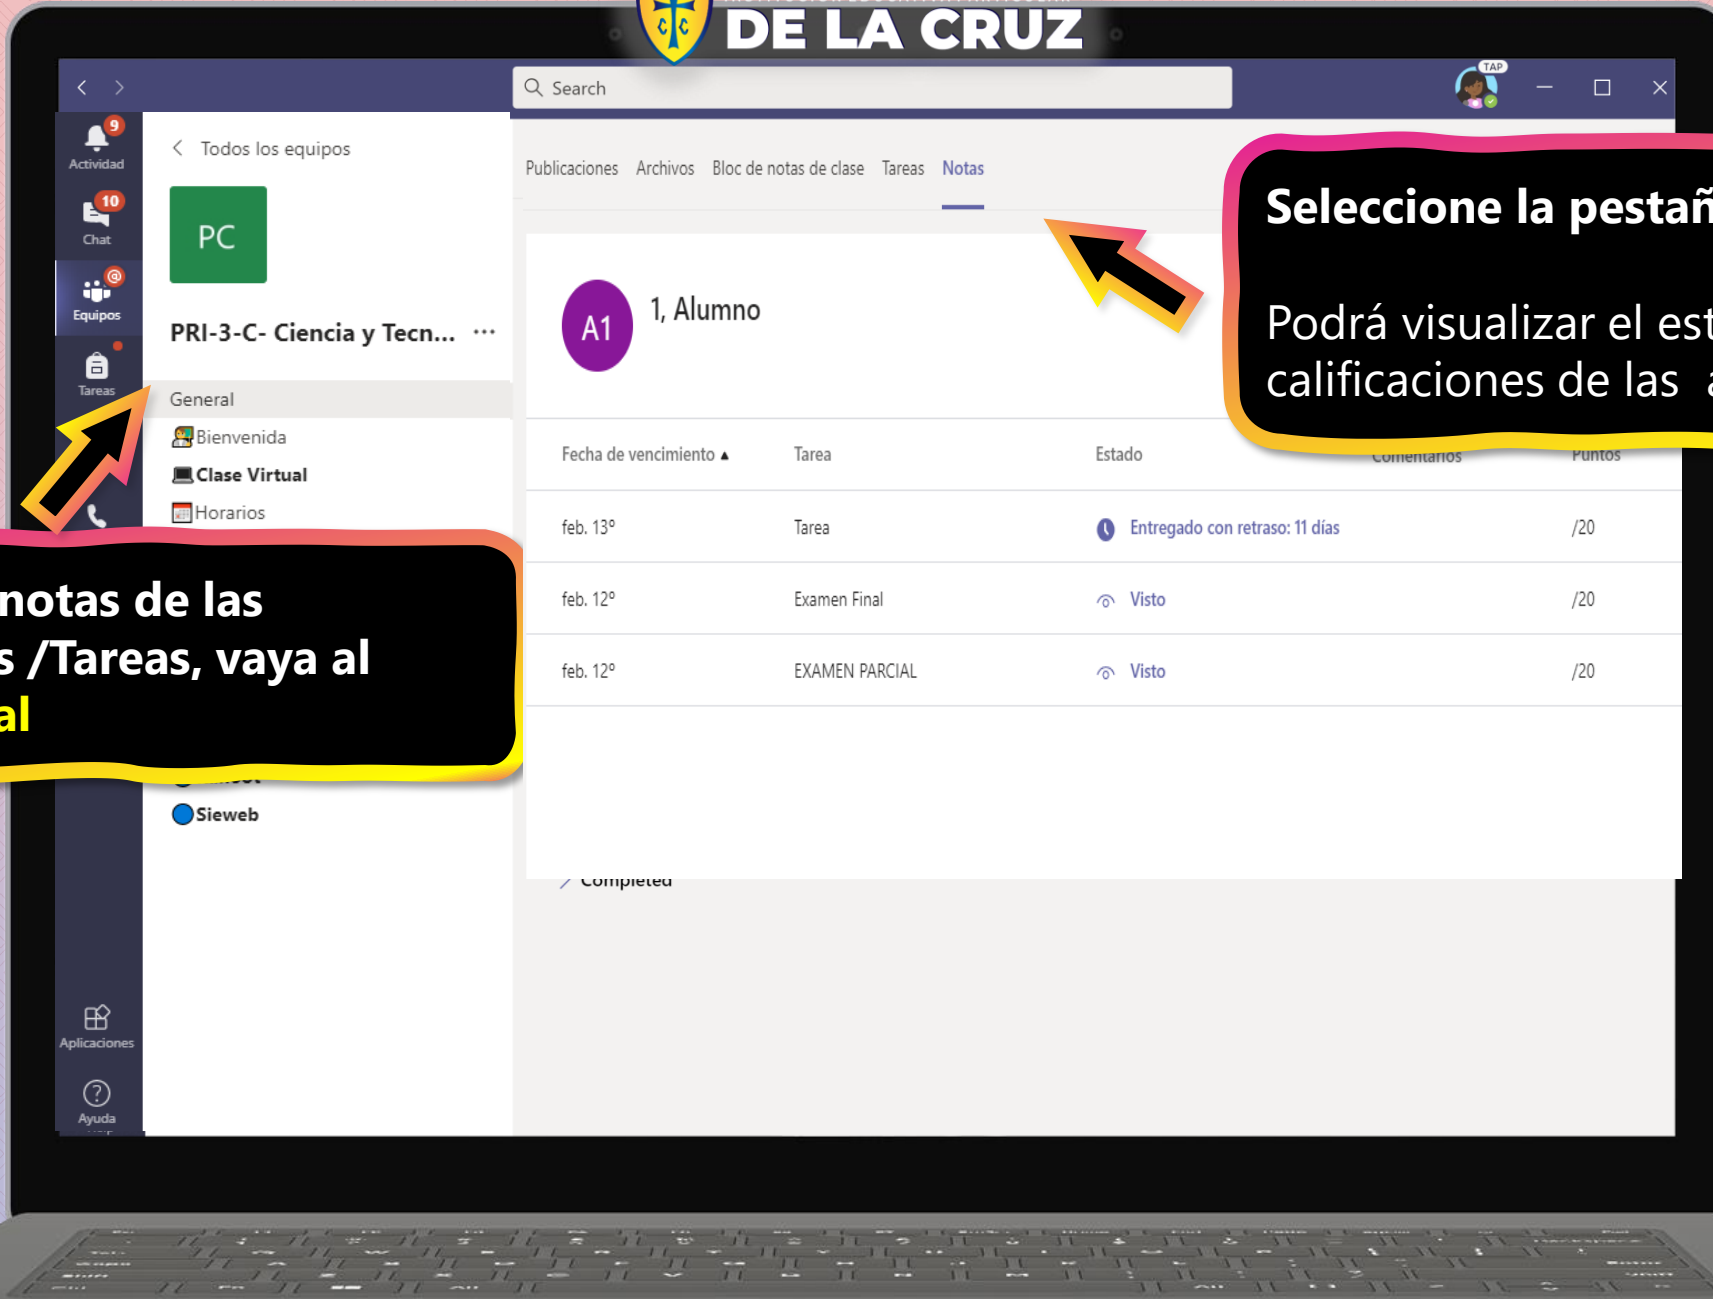 DE LA CRUZ
Search
TAP
9
Actividad
10
Chat
@
Equipos
Tareas
Aplicaciones
Ayuda
Todos los equipos
PC
PRI-3-C- Ciencia y Tecn... ···
General
Bienvenida
Clase Virtual
Horarios
Sieweb
notas de las
s /Tareas, vaya al
al
Publicaciones Archivos Bloc de notas de clase Tareas Notas
A1
1, Alumno
Seleccione la pestañ
Podrá visualizar el est
calificaciones de las a
Fecha de vencimiento Tarea Estado Comentarios Puntos
feb. 13º Tarea Entregado con retraso: 11 días /20
feb. 12º Examen Final Visto /20
feb. 12º EXAMEN PARCIAL Visto /20
Completed